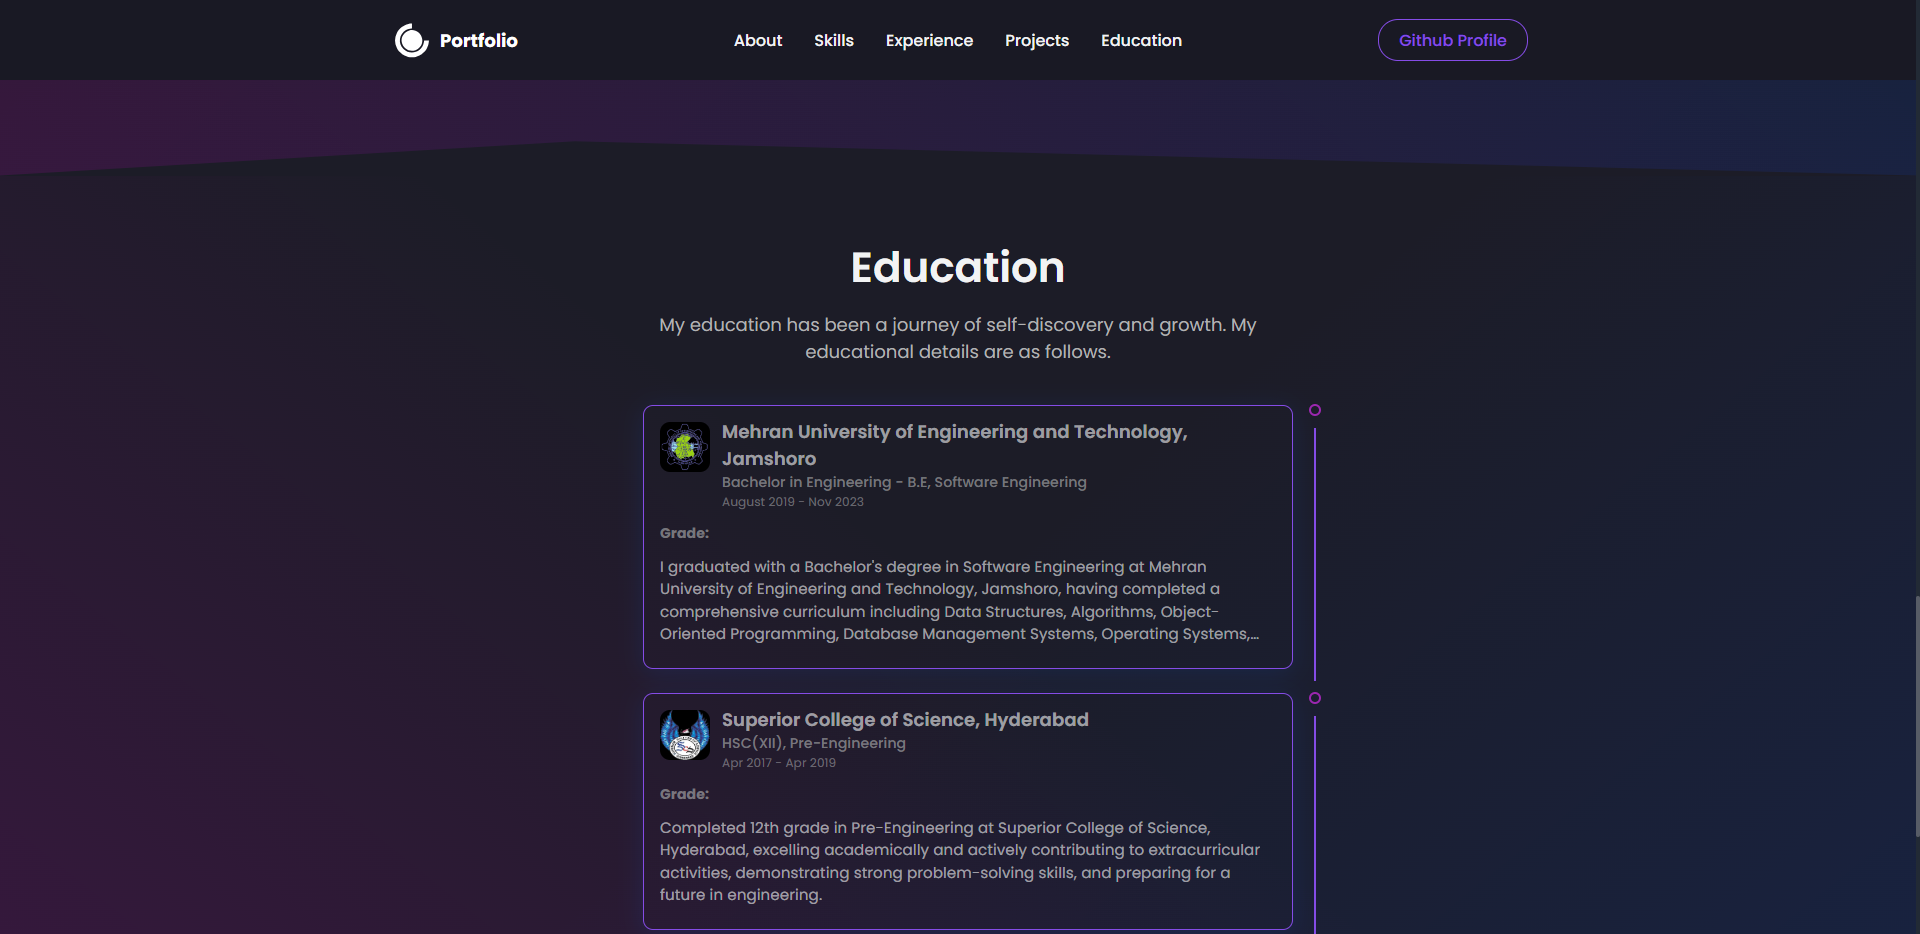 Portfolio
About
Skills
Experience
Projects
Education
Github Profile
Education
My education has been a journey of self-discovery and growth. My
educational details are as follows.
Mehran University of Engineering and Technology,
Jamshoro
Bachelor in Engineering - B.E, Software Engineering
August 2019 - Nov 2023
Grade:
I graduated with a Bachelor's degree in Software Engineering at Mehran
University of Engineering and Technology, Jamshoro, having completed a
comprehensive curriculum including Data Structures, Algorithms, Object-
Oriented Programming, Database Management Systems, Operating Systems,...
Superior College of Science, Hyderabad
HSC(XII), Pre-Engineering
Apr 2017 - Apr 2019
Grade:
Completed 12th grade in Pre-Engineering at Superior College of Science,
Hyderabad, excelling academically and actively contributing to extracurricular
activities, demonstrating strong problem-solving skills, and preparing for a
future in engineering.